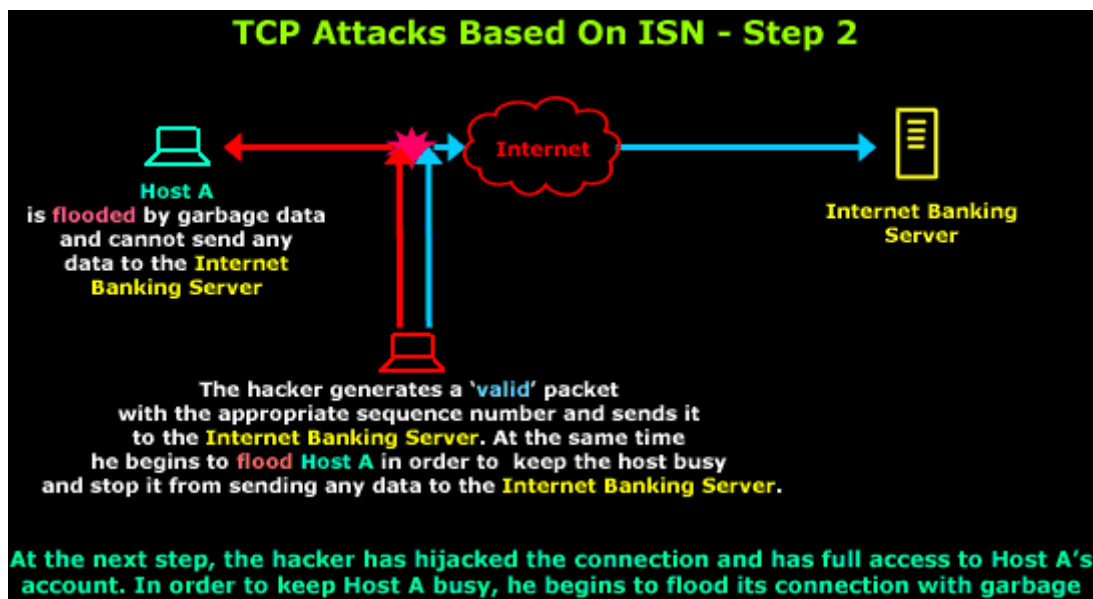 TCP Attacks Based On ISN - Step 2
Internet
Host A
is flooded by garbage data
and cannot send any
data to the Internet
Banking Server
Internet Banking
Server
The hacker generates a ‘valid’ packet
with the appropriate sequence number and sends it
to the Internet Banking Server. At the same time
he begins to flood Host A in order to keep the host busy
and stop it from sending any data to the Internet Banking Server.
At the next step, the hacker has hijacked the connection and has full access to Host A’s
account. In order to keep Host A busy, he begins to flood its connection with garbage